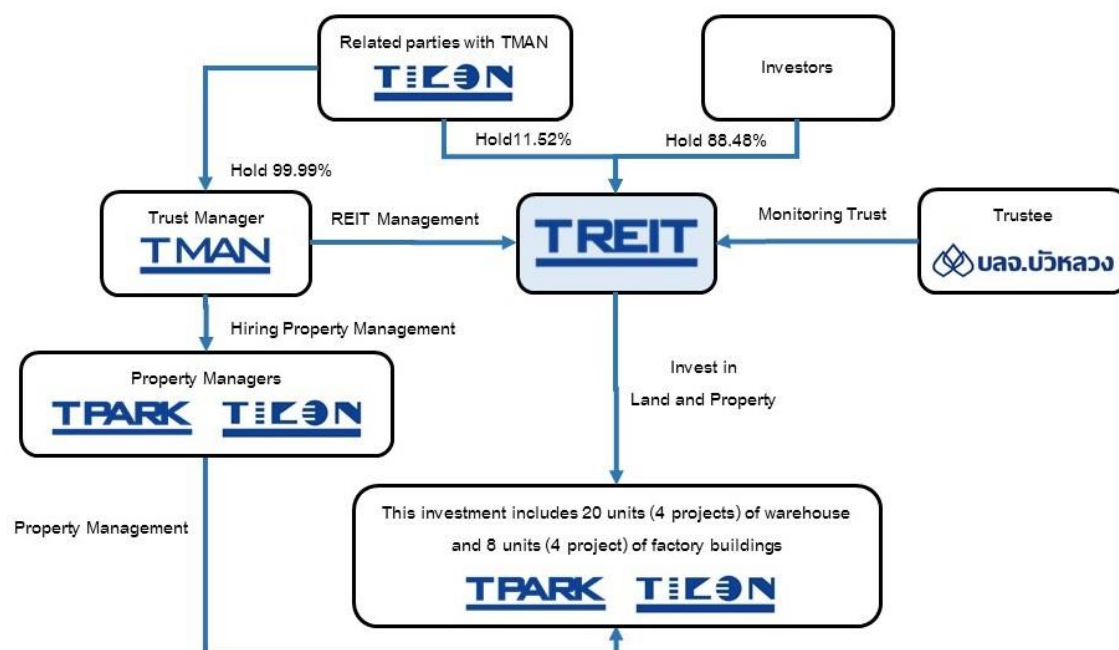 Related parties with TMAN
TICON
Investors
Hold11.52%
Hold 88.48%
Hold 99.99%
Trust Manager
TMAN
REIT Management
TREIT
Monitoring Trust
Trustee
บลจ.บัวหลวง
Hiring Property Management
Property Managers
TPARK TICON
Invest in
Land and Property
Property Management
This investment includes 20 units (4 projects) of warehouse
and 8 units (4 project) of factory buildings
TPARK TICON